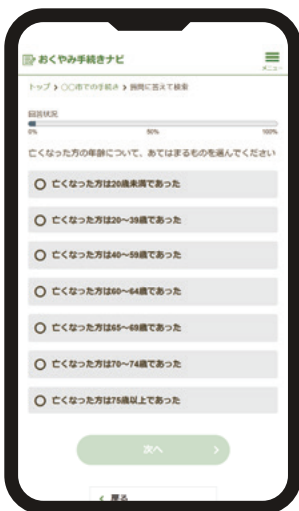 おくやみ手続きナビ
メニュー
トップ > 〇〇市での手続き > 質問に答えて検索
回答状況
0% 50% 100%
亡くなった方の年齢について、あてはまるものを選んでください
亡くなった方は20歳未満であった
亡くなった方は20〜39歳であった
亡くなった方は40〜59歳であった
亡くなった方は60〜64歳であった
亡くなった方は65〜69歳であった
亡くなった方は70〜74歳であった
亡くなった方は75歳以上であった
次へ >
< 戻る